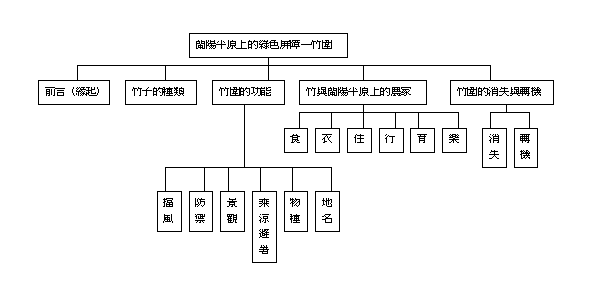 蘭陽平原上的綠色屏障─竹圍
前言（緣起）
竹子的種類
竹圍的功能
竹與蘭陽平原上的農家
竹圍的消失與轉機
食
衣
住
行
育
樂
消失
轉機
擋風
防禦
景觀
乘涼避暑
物種
地名